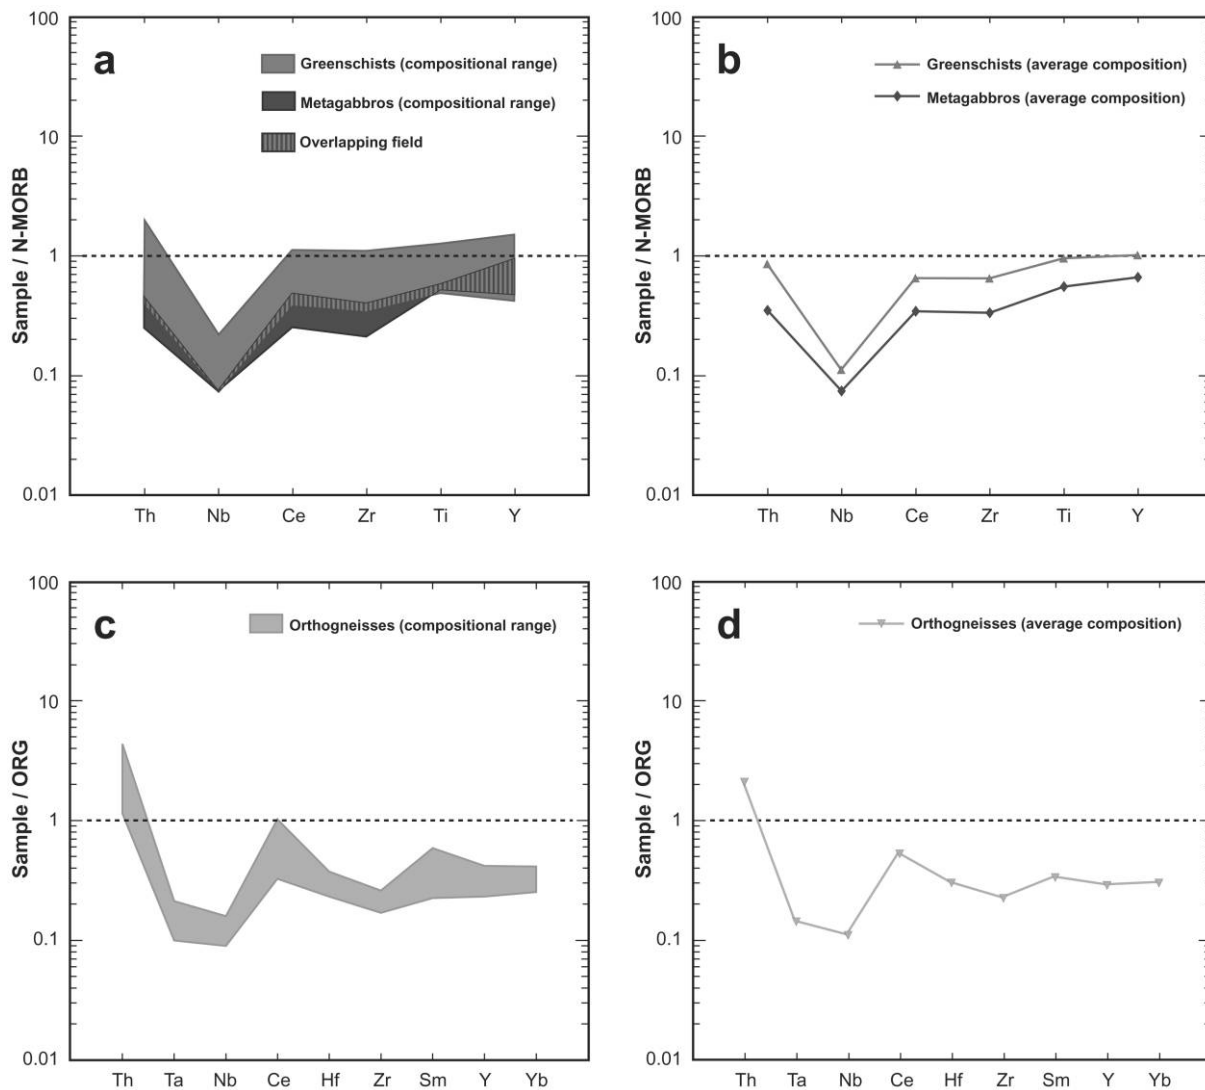 a
Greenschists (compositional range)
Metagabbros (compositional range)
Overlapping field
100
10
1
0.1
0.01
Sample / N-MORB
Th Nb Ce Zr Ti Y
b
Greenschists (average composition)
Metagabbros (average composition)
100
10
1
0.1
0.01
Sample / N-MORB
Th Nb Ce Zr Ti Y
c
Orthogneisses (compositional range)
100
10
1
0.1
0.01
Sample / ORG
Th Ta Nb Ce Hf Zr Sm Y Yb
d
Orthogneisses (average composition)
100
10
1
0.1
0.01
Sample / ORG
Th Ta Nb Ce Hf Zr Sm Y Yb